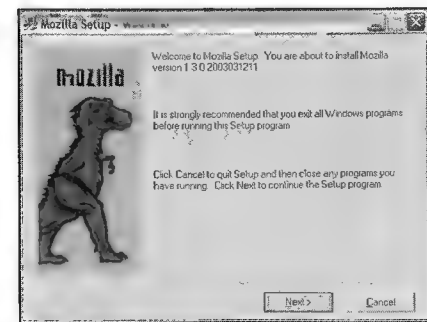 Mozilla Setup -
mozilla
Welcome to Mozilla Setup. You are about to install Mozilla
version 1 3.0 2003031211
It is strongly recommended that you exit all Windows programs
before running this Setup program
Click Cancel to quit Setup and then close any programs you
have running. Click Next to continue the Setup program
Next >
Cancel